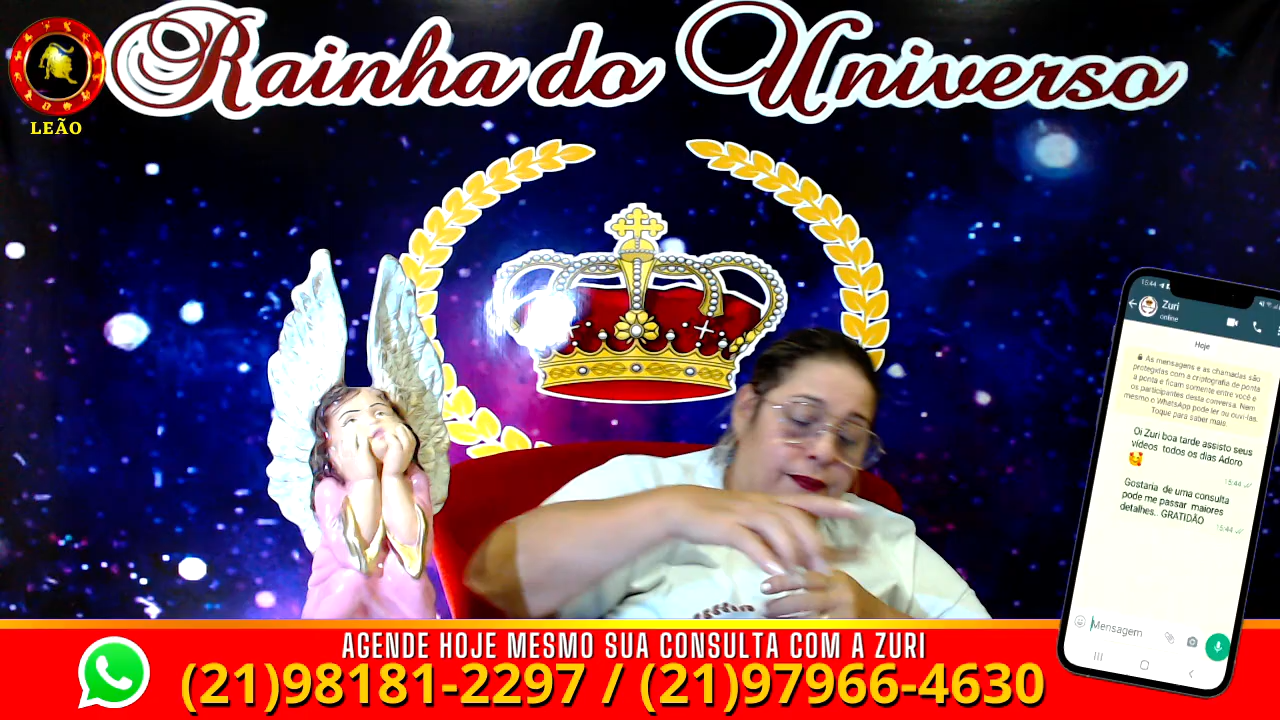 Rainha do Universo
LEÃO
15:44
Zuri
online
Hoje
As mensagens e as chamadas são
protegidas com a criptografia de ponta
a ponta e ficam somente entre você e
os participantes desta conversa. Nem
mesmo o WhatsApp pode ler ou ouvi-las.
Toque para saber mais.
Oi Zuri boa tarde assisto seus
vídeos todos os dias Adoro
15:44
Gostaria de uma consulta
pode me passar maiores
detalhes.. GRATIDÃO
15:44
Mensagem
AGENDE HOJE MESMO SUA CONSULTA COM A ZURI
(21)98181-2297 / (21)97966-4630